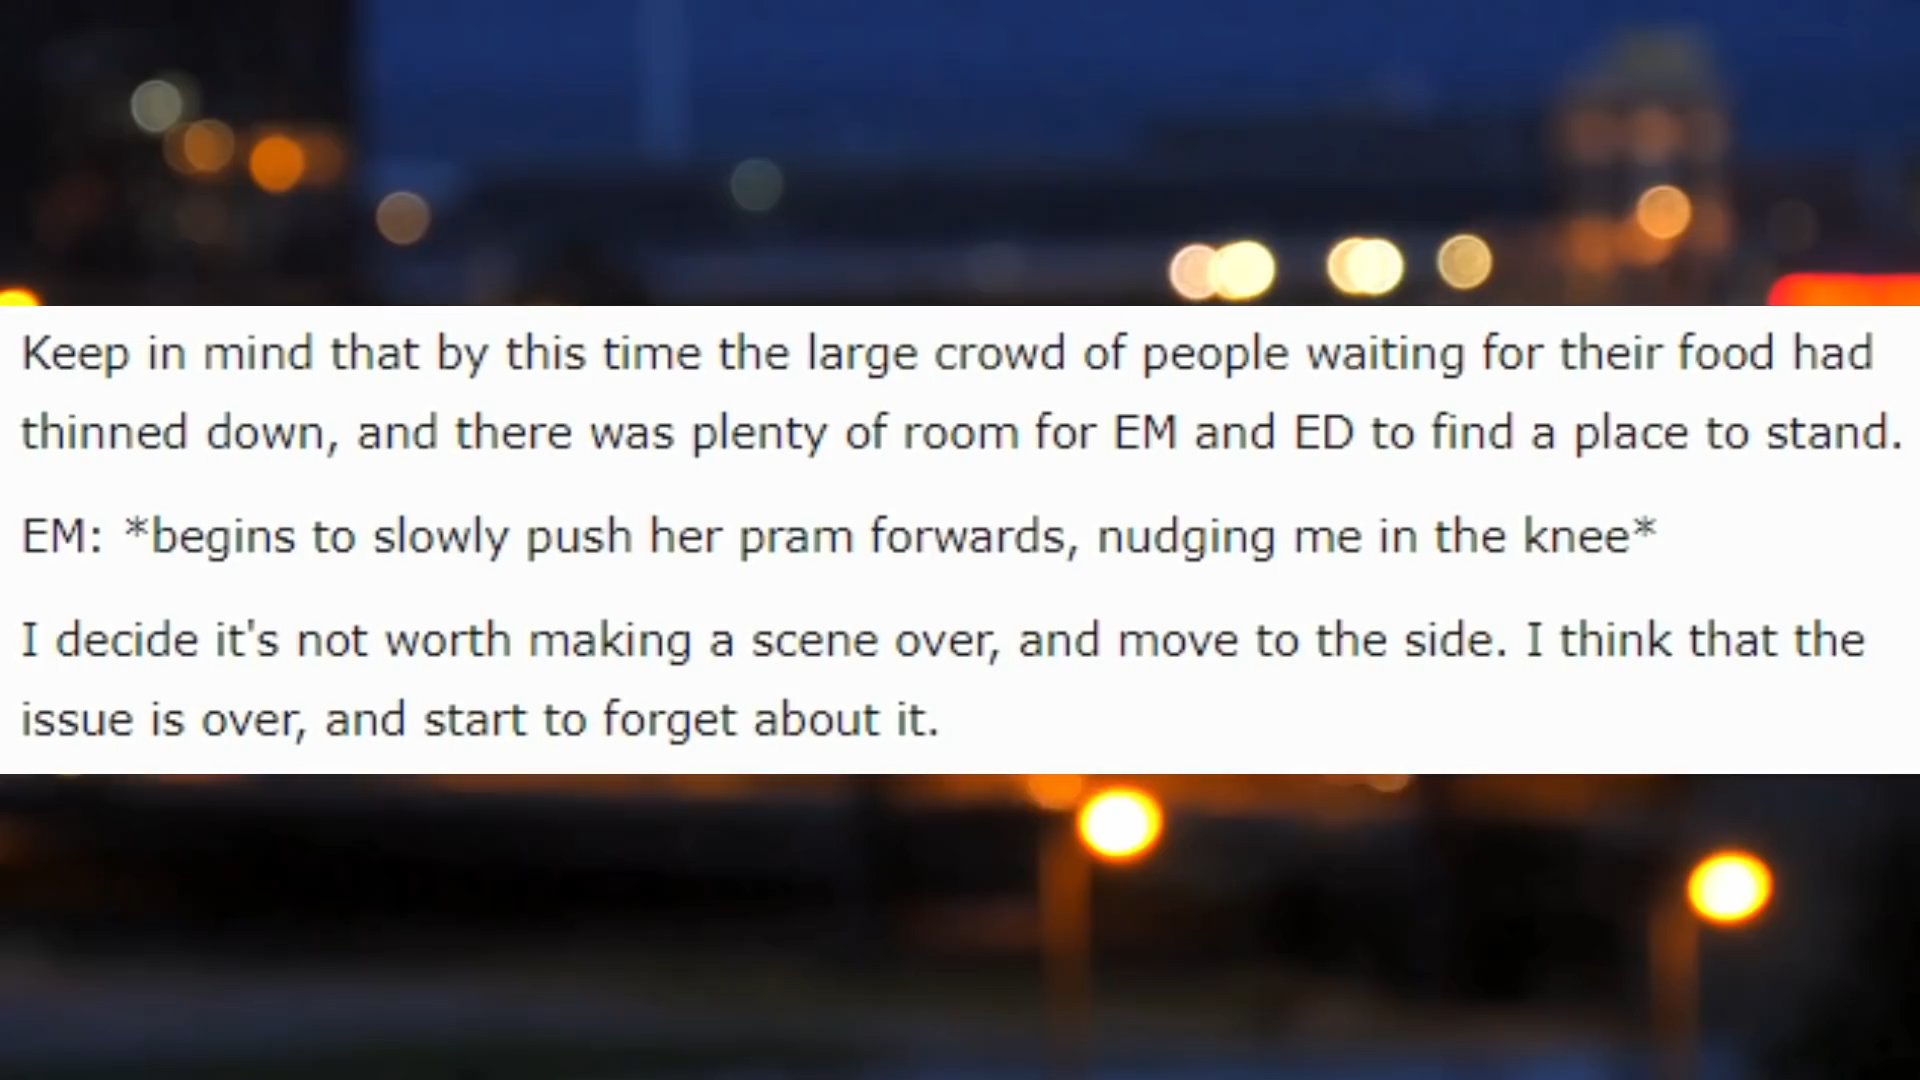 Keep in mind that by this time the large crowd of people waiting for their food had
thinned down, and there was plenty of room for EM and ED to find a place to stand.
EM: *begins to slowly push her pram forwards, nudging me in the knee*
I decide it's not worth making a scene over, and move to the side. I think that the
issue is over, and start to forget about it.